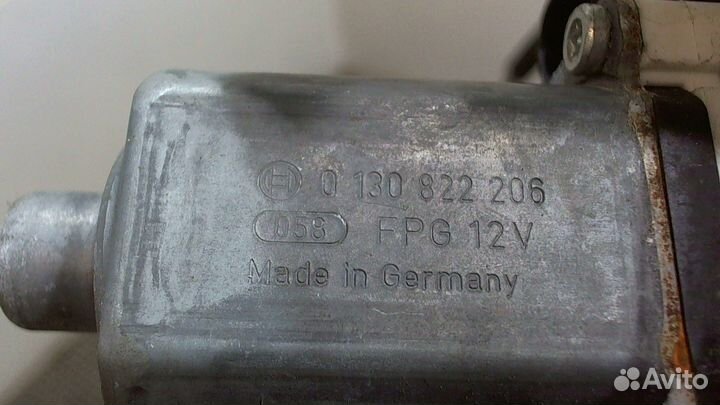 0 130 822 206
058 FPG 12V
Made in Germany
Avito